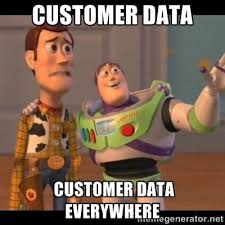 CUSTOMER DATA
CUSTOMER DATA
EVERYWHERE
memegenerator.net